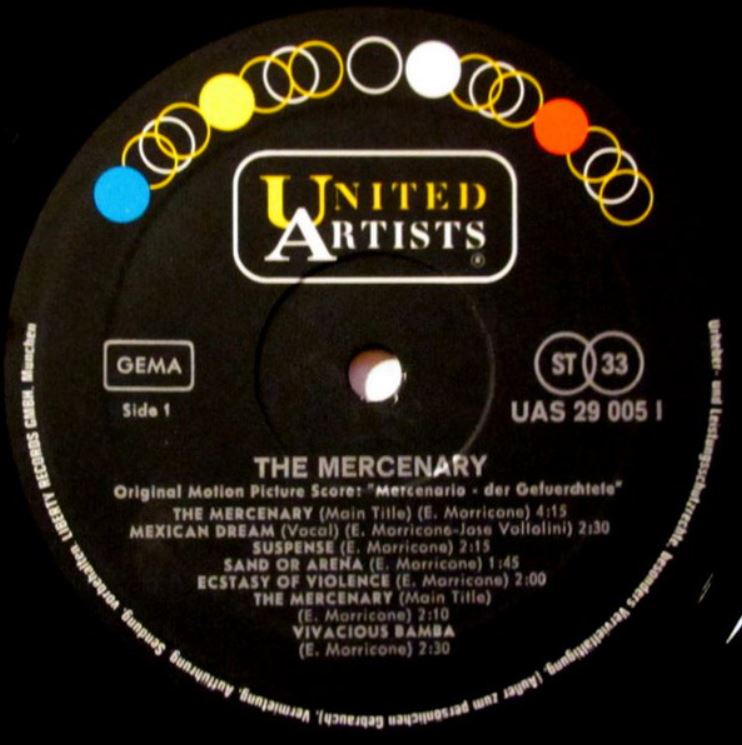 UNITED
ARTISTS
®
GEMA
Side 1
ST 33
UAS 29 005 I
THE MERCENARY
Original Motion Picture Score: "Mercenario - der Gefuerchtete"
THE MERCENARY (Main Title) (E. Morricone) 4:15
MEXICAN DREAM (Vocal) (E. Morricone-Jose Vallolini) 2:30
SUSPENSE (E. Morricone) 2:15
SAND OR ARENA (E. Morricone) 1:45
ECSTASY OF VIOLENCE (E. Morricone) 2:00
THE MERCENARY (Main Title)
(E. Morricone) 2:10
VIVACIOUS BAMBA
(E. Morricone) 2:30
Urheber- und Leistungsschutzrechte, besonders Vervielfältigung, (Außer zum persönlichen Gebrauch), Vermietung, Aufführung Sendung, vorbehalten. LIBERTY RECORDS GMBH. München